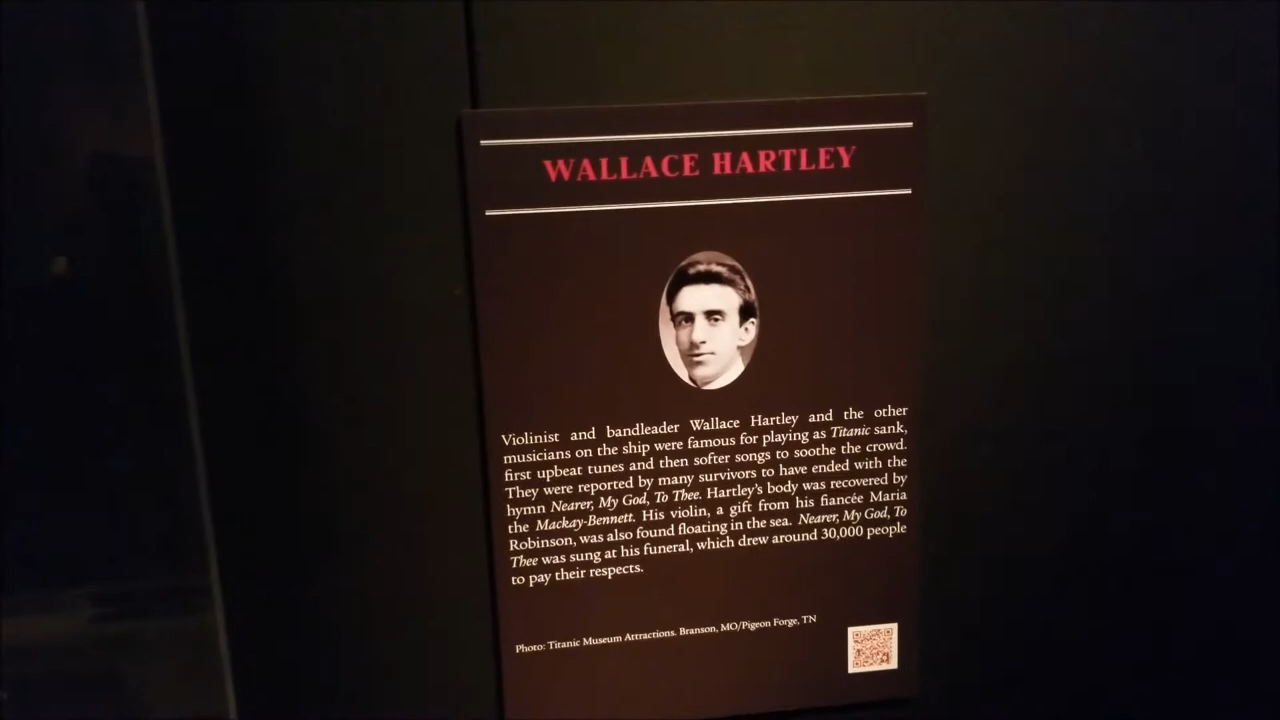 WALLACE HARTLEY
Violinist and bandleader Wallace Hartley and the other
musicians on the ship were famous for playing as Titanic sank,
first upbeat tunes and then softer songs to soothe the crowd.
They were reported by many survivors to have ended with the
hymn Nearer, My God, To Thee. Hartley's body was recovered by
the Mackay-Bennett. His violin, a gift from his fiancée Maria
Robinson, was also found floating in the sea. Nearer, My God, To
Thee was sung at his funeral, which drew around 30,000 people
to pay their respects.
Photo: Titanic Museum Attractions. Branson, MO/Pigeon Forge, TN